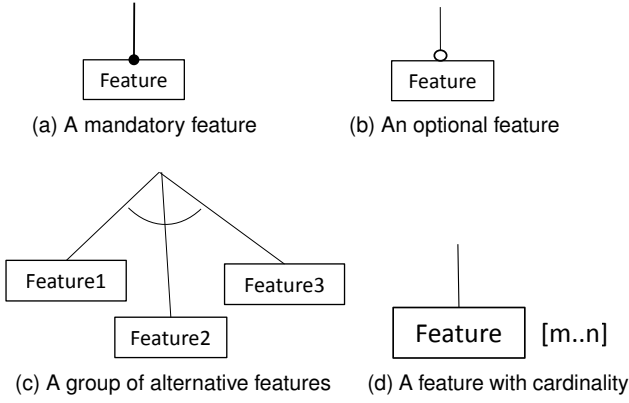 Feature
(a) A mandatory feature
Feature
(b) An optional feature
Feature1
Feature2
Feature3
(c) A group of alternative features
Feature [m..n]
(d) A feature with cardinality